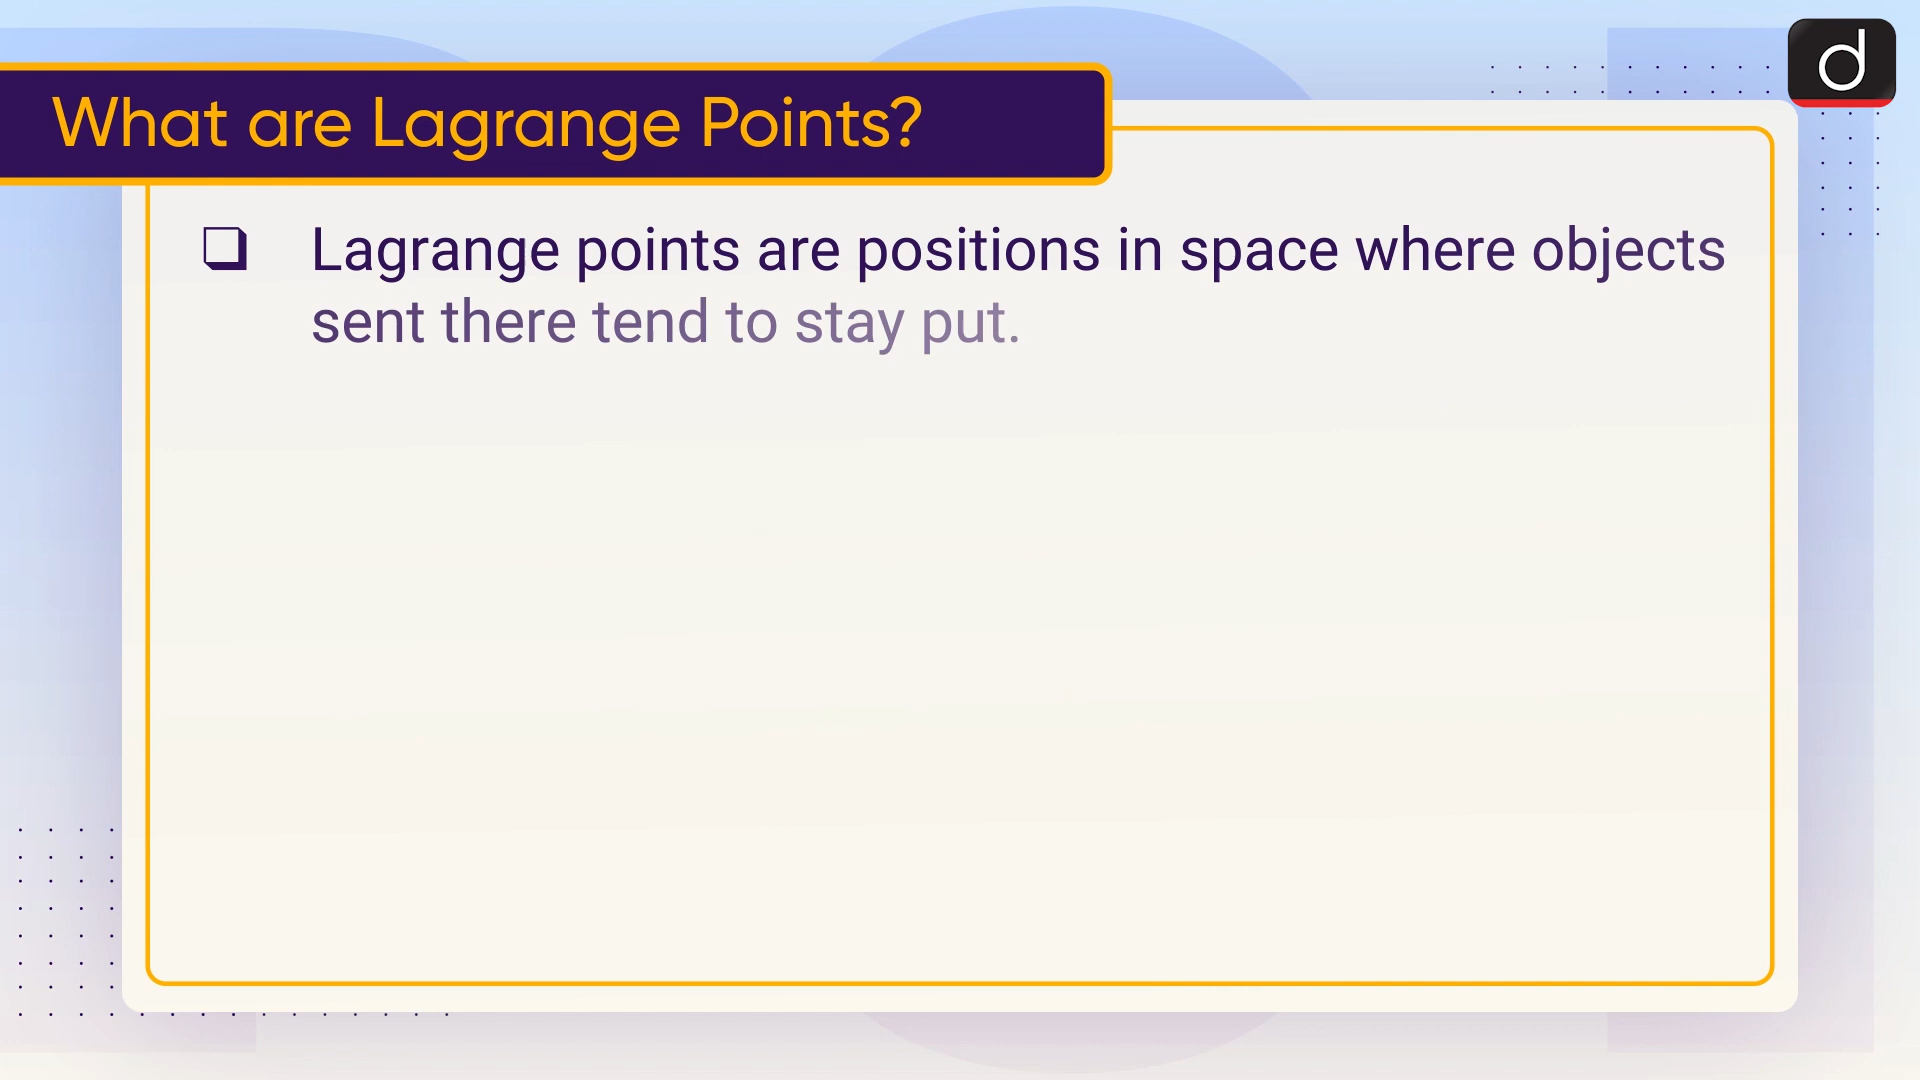 What are Lagrange Points?
d
❑ Lagrange points are positions in space where objects
sent there tend to stay put.